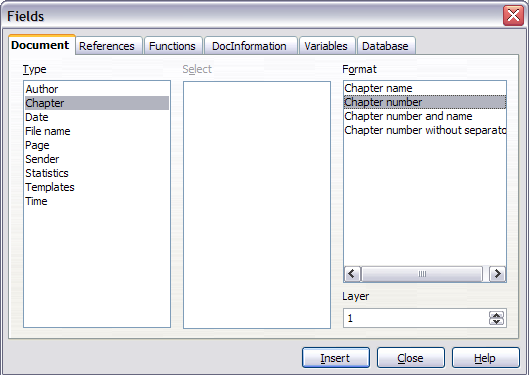 Fields
Document References Functions DocInformation Variables Database
Type
Author
Chapter
Date
File name
Page
Sender
Statistics
Templates
Time
Select
Format
Chapter name
Chapter number
Chapter number and name
Chapter number without separato
Layer
1
Insert Close Help